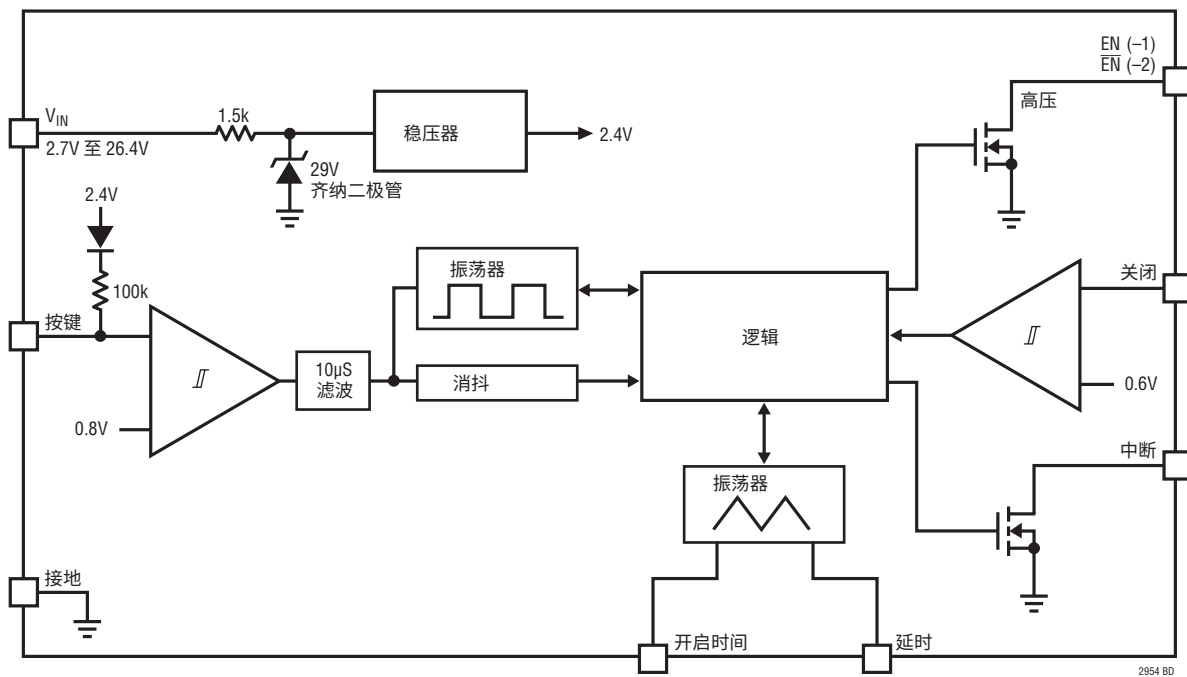 EN (–1)
EN (–2)
高压
VIN
2.7V 至 26.4V
1.5k
稳压器
2.4V
29V
齐纳二极管
2.4V
100k
按键
振荡器
逻辑
关闭
10µS
滤波
消抖
0.8V
0.6V
中断
振荡器
接地
开启时间
延时
2954 BD